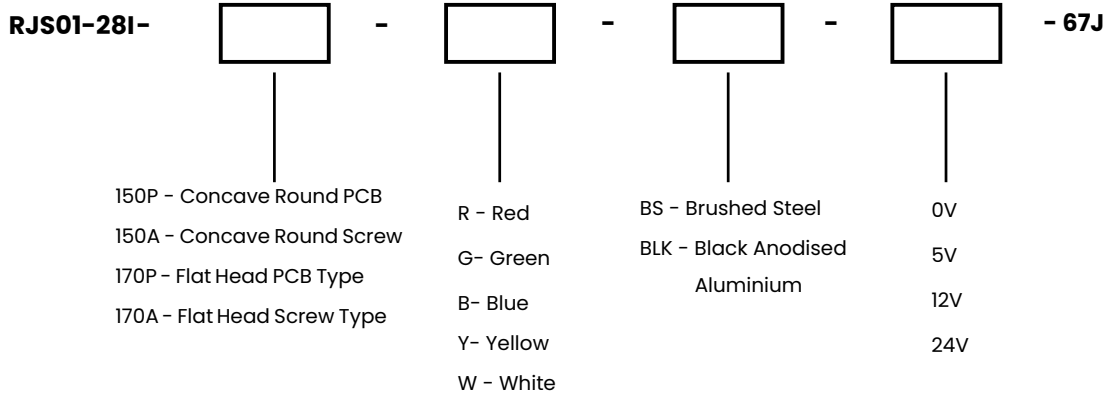 RJS01-28I- - - - - 67J
150P - Concave Round PCB
150A - Concave Round Screw
170P - Flat Head PCB Type
170A - Flat Head Screw Type
R - Red
G- Green
B- Blue
Y- Yellow
W - White
BS - Brushed Steel
BLK - Black Anodised
Aluminium
0V
5V
12V
24V